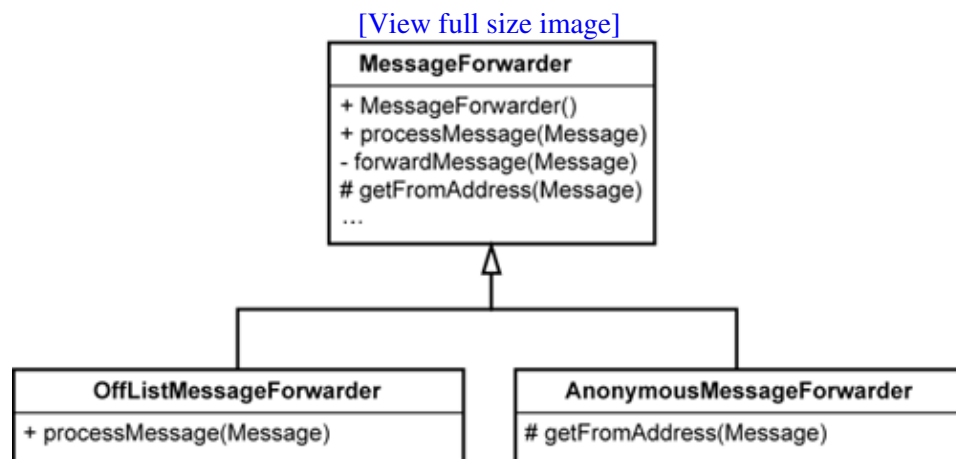 [View full size image]
MessageForwarder
+ MessageForwarder()
+ processMessage(Message)
- forwardMessage(Message)
# getFromAddress(Message)
...
OffListMessageForwarder
+ processMessage(Message)
AnonymousMessageForwarder
# getFromAddress(Message)